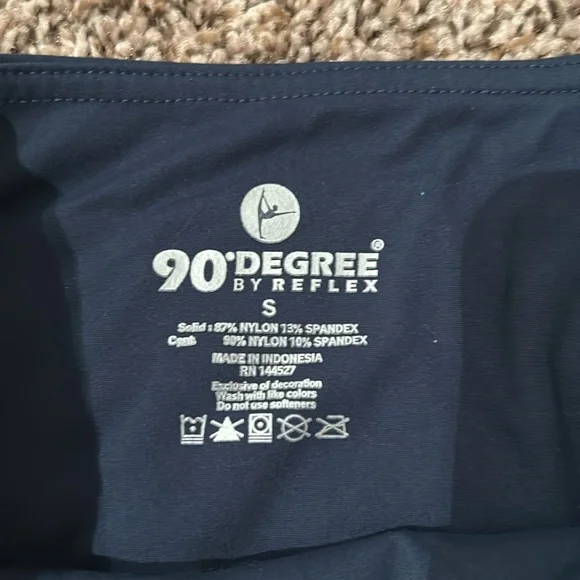 90°DEGREE®
BY REFLEX
S
Solid : 87% NYLON 13% SPANDEX
Cont: 90% NYLON 10% SPANDEX
MADE IN INDONESIA
RN 144527
Exclusive of decoration
Wash with like colors
Do not use softeners